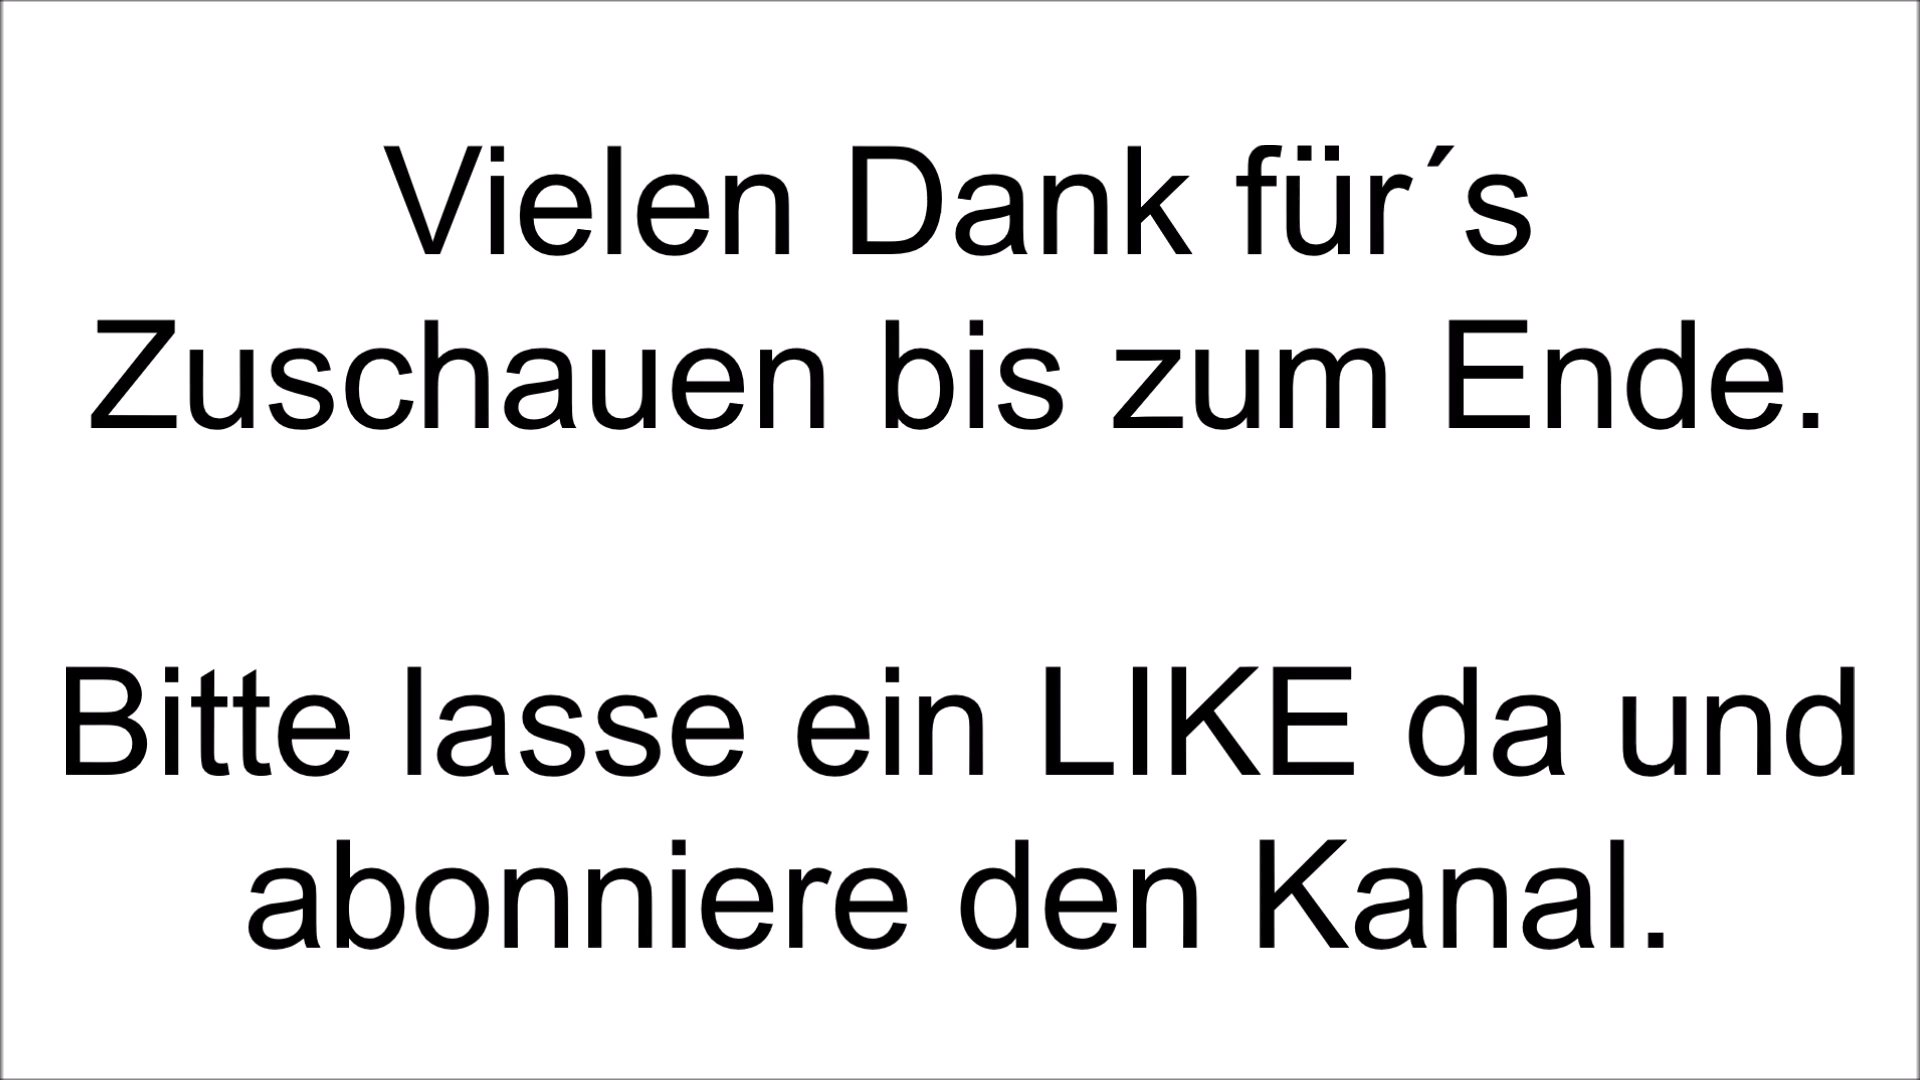 Vielen Dank für´s
Zuschauen bis zum Ende.
Bitte lasse ein LIKE da und
abonniere den Kanal.